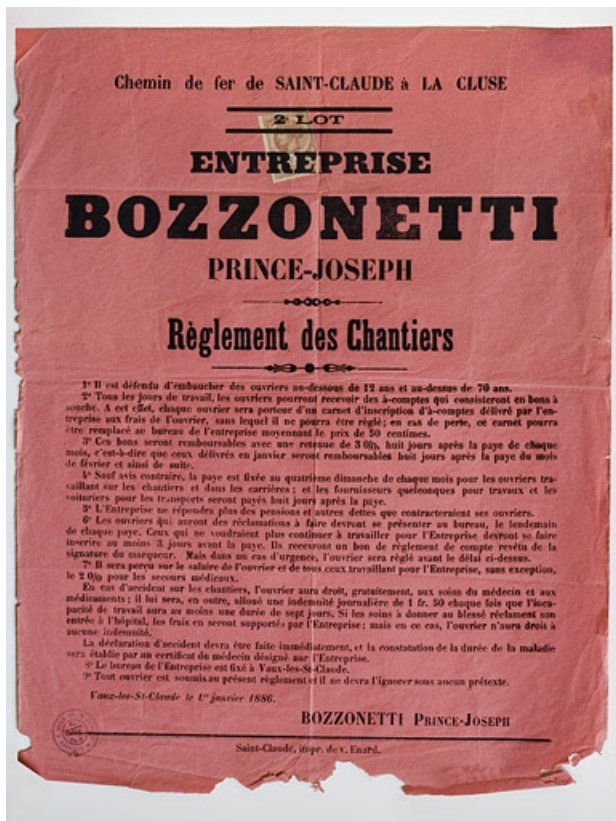 Chemin de fer de SAINT-CLAUDE à LA CLUSE
2e LOT
ENTREPRISE
BOZZONETTI
PRINCE-JOSEPH
Règlement des Chantiers
1° Il est défendu d'embaucher des ouvriers au-dessous de 12 ans et au-dessus de 70 ans.
2° Tous les jours de travail, les ouvriers pourront recevoir des à-comptes qui consisteront en bons à
souche. A cet effet, chaque ouvrier sera porteur d'un carnet d'inscription d'à-comptes délivré par l'en-
treprise aux frais de l'ouvrier, sans lequel il ne pourra être réglé; en cas de perte, ce carnet pourra
être remplacé au bureau de l'entreprise moyennant le prix de 50 centimes.
3° Ces bons seront remboursables avec une retenue de 3 0/0, huit jours après la paye de chaque
mois, c'est-à-dire que ceux délivrés en janvier seront remboursables huit jours après la paye du mois
de février et ainsi de suite.
4° Sauf avis contraire, la paye est fixée au quatrième dimanche de chaque mois pour les ouvriers tra-
vaillant sur les chantiers et dans les carrières; et les fournisseurs quelconques pour travaux et les
voituriers pour les transports seront payés huit jours après la paye.
5° L'Entreprise ne répondra plus des pensions et autres dettes que contracteraient ses ouvriers.
6° Les ouvriers qui auront des réclamations à faire devront se présenter au bureau, le lendemain
de chaque paye. Ceux qui ne voudraient plus continuer à travailler pour l'Entreprise devront se faire
inscrire au moins 3 jours avant la paye. Ils recevront un bon de règlement de compte revêtu de la
signature du marqueur. Mais dans un cas d'urgence, l'ouvrier sera réglé avant le délai ci-dessus.
7° Il sera perçu sur le salaire de l'ouvrier et de tous ceux travaillant pour l'Entreprise, sans exception,
le 2 0/0 pour les secours médicaux.
En cas d'accident sur les chantiers, l'ouvrier aura droit, gratuitement, aux soins du médecin et aux
médicaments; il lui sera, en outre, alloué une indemnité journalière de 1 fr. 50 chaque fois que l'inca-
pacité de travail aura au moins une durée de sept jours. Si les soins à donner au blessé réclament son
entrée à l'hôpital, les frais en seront supportés par l'Entreprise; mais en ce cas, l'ouvrier n'aura droit à
aucune indemnité.
La déclaration d'accident devra être faite immédiatement, et la constatation de la durée de la maladie
sera établie par un certificat du médecin désigné par l'Entreprise.
8° Le bureau de l'Entreprise est fixé à Vaux-les-St-Claude.
9° Tout ouvrier est soumis au présent règlement et il ne devra l'ignorer sous aucun prétexte.
Vaux-les-St-Claude le 1er janvier 1886.
BOZZONETTI PRINCE-JOSEPH
Saint-Claude, impr. de v. Enard.